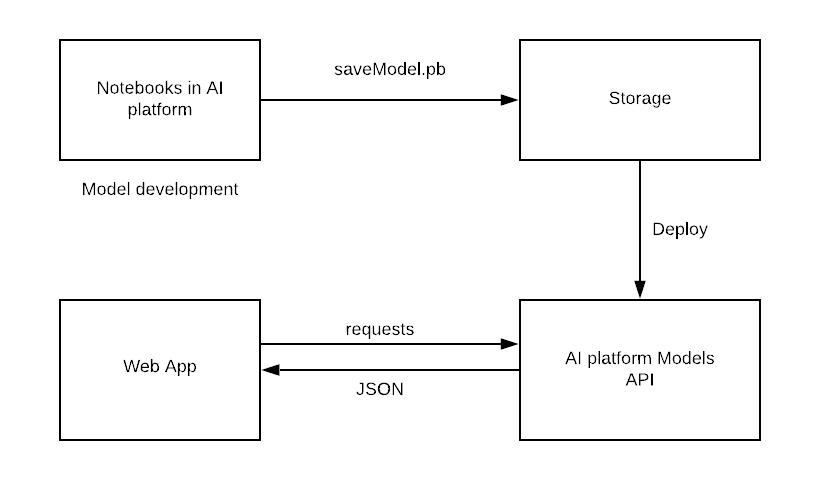 Notebooks in AI
platform
saveModel.pb
Storage
Model development
Deploy
Web App
requests
JSON
AI platform Models
API